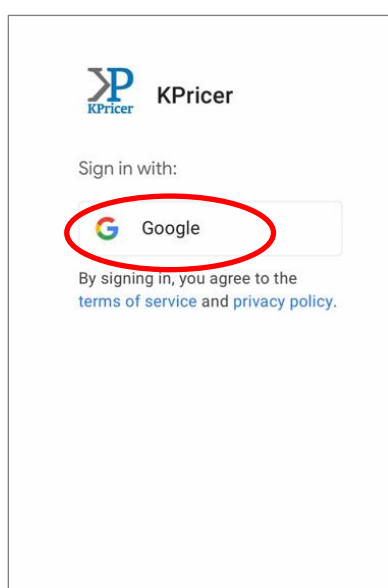 KPricer
KPricer
Sign in with:
Google
By signing in, you agree to the
terms of service and privacy policy.